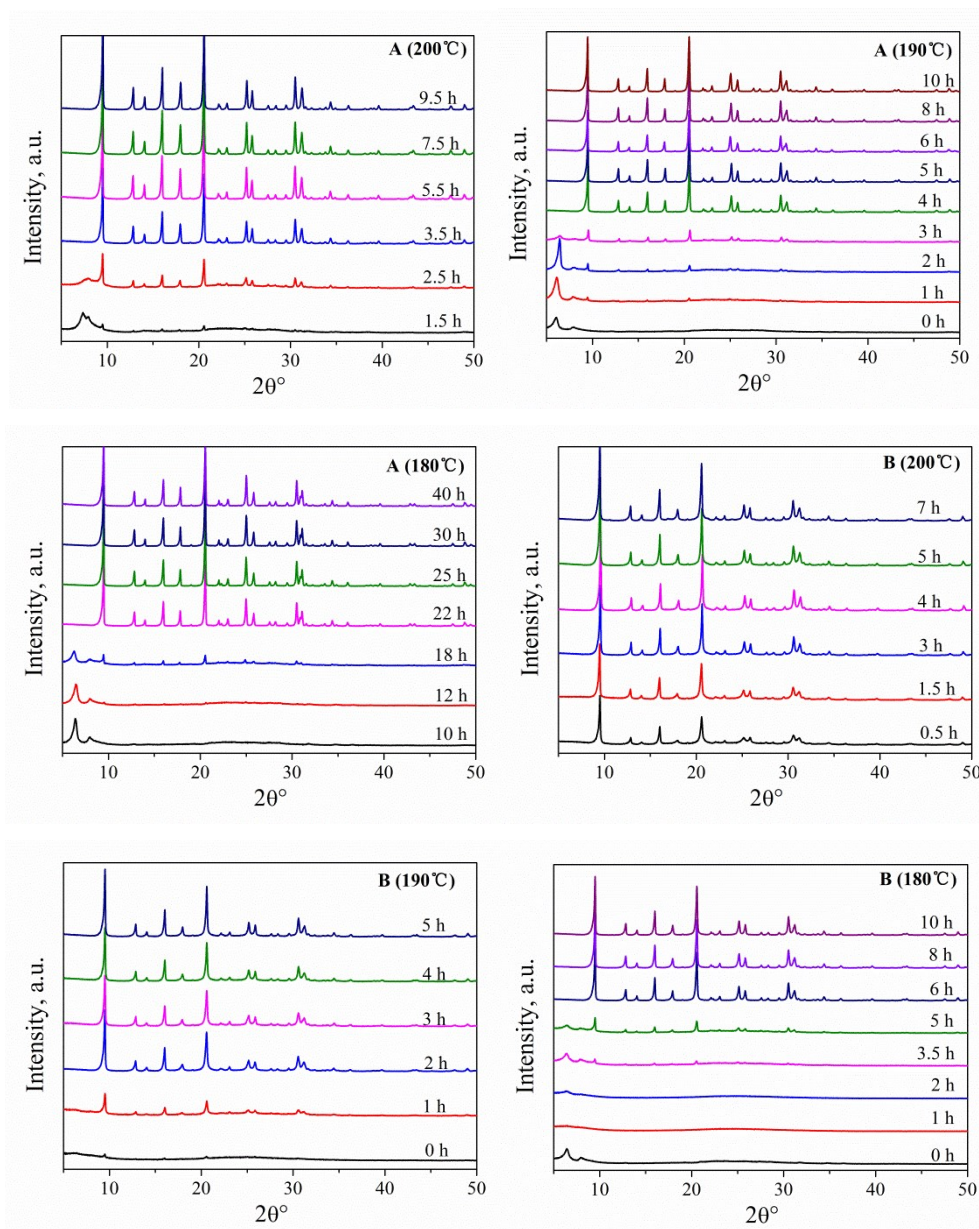 A (200℃)
9.5 h
7.5 h
5.5 h
3.5 h
2.5 h
1.5 h
10 20 30 40 50
2θ°
Intensity, a.u.
A (190℃)
10 h
8 h
6 h
5 h
4 h
3 h
2 h
1 h
0 h
10 20 30 40 50
2θ°
Intensity, a.u.
A (180℃)
40 h
30 h
25 h
22 h
18 h
12 h
10 h
10 20 30 40 50
2θ°
Intensity, a.u.
B (200℃)
7 h
5 h
4 h
3 h
1.5 h
0.5 h
10 20 30 40 50
2θ°
Intensity, a.u.
B (190℃)
5 h
4 h
3 h
2 h
1 h
0 h
10 20 30 40 50
2θ°
Intensity, a.u.
B (180℃)
10 h
8 h
6 h
5 h
3.5 h
2 h
1 h
0 h
10 20 30 40 50
2θ°
Intensity, a.u.